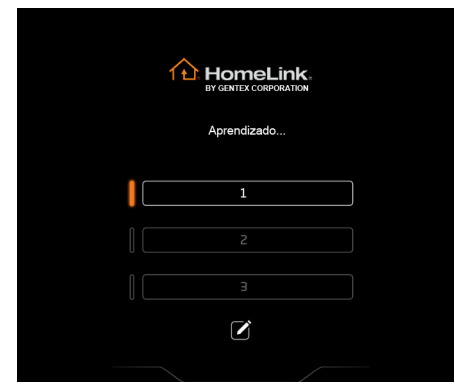 HomeLink®
BY GENTEX CORPORATION
Aprendizado...
1
2
3